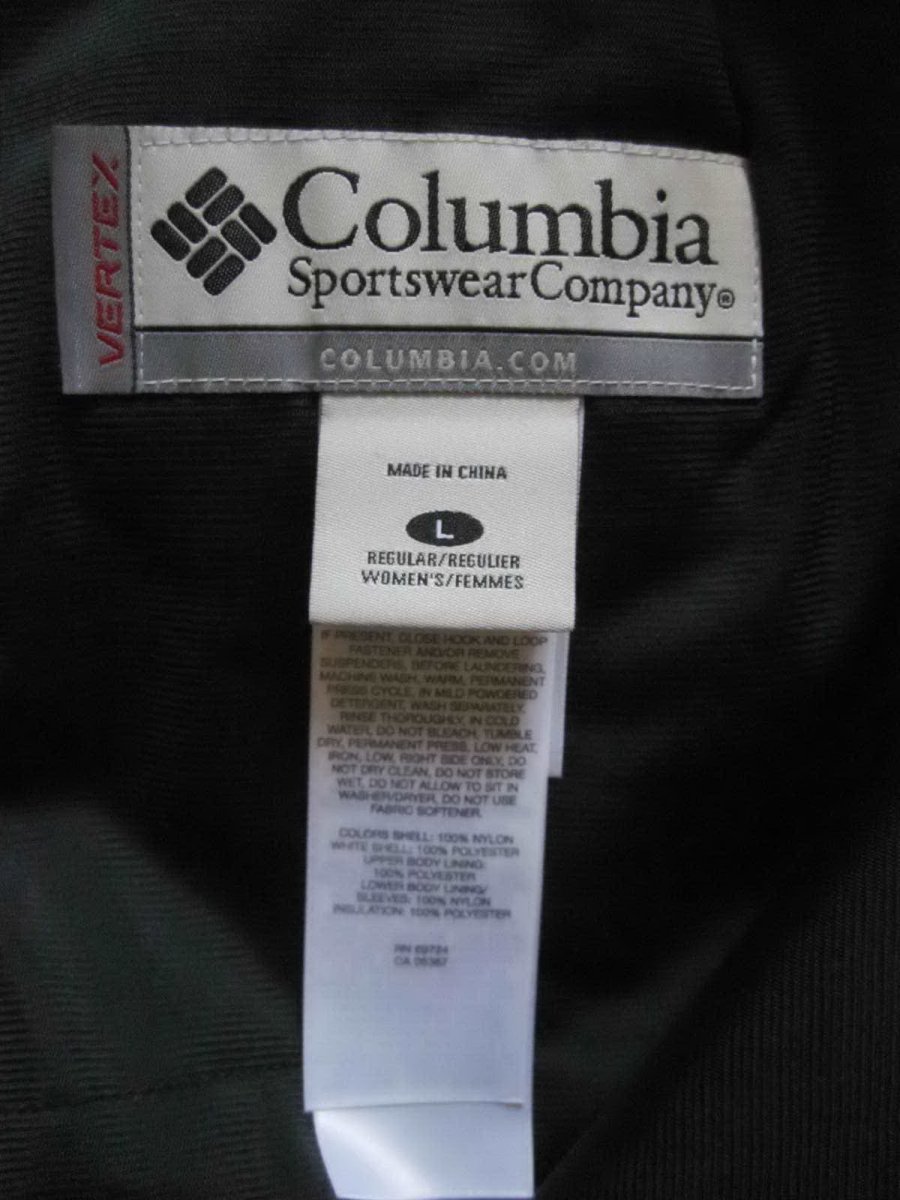 VERTEX
Columbia
Sportswear Company®
COLUMBIA.COM
MADE IN CHINA
L
REGULAR/REGULIER
WOMEN'S/FEMMES
IF PRESENT, CLOSE HOOK AND LOOP
FASTENER AND/OR REMOVE
SUSPENDERS, BEFORE LAUNDERING,
MACHINE WASH, WARM, PERMANENT
PRESS CYCLE, IN MILD POWDERED
DETERGENT, WASH SEPARATELY,
RINSE THOROUGHLY, IN COLD
WATER, DO NOT BLEACH, TUMBLE
DRY, PERMANENT PRESS, LOW HEAT,
IRON, LOW, RIGHT SIDE ONLY, DO
NOT DRY CLEAN, DO NOT STORE
WET, DO NOT ALLOW TO SIT IN
WASHER/DRYER, DO NOT USE
FABRIC SOFTENER.
COLORS SHELL: 100% NYLON
WHITE SHELL: 100% POLYESTER
UPPER BODY LINING:
100% POLYESTER
LOWER BODY LINING/
SLEEVES: 100% NYLON
INSULATION: 100% POLYESTER
RN 69724
CA 05367